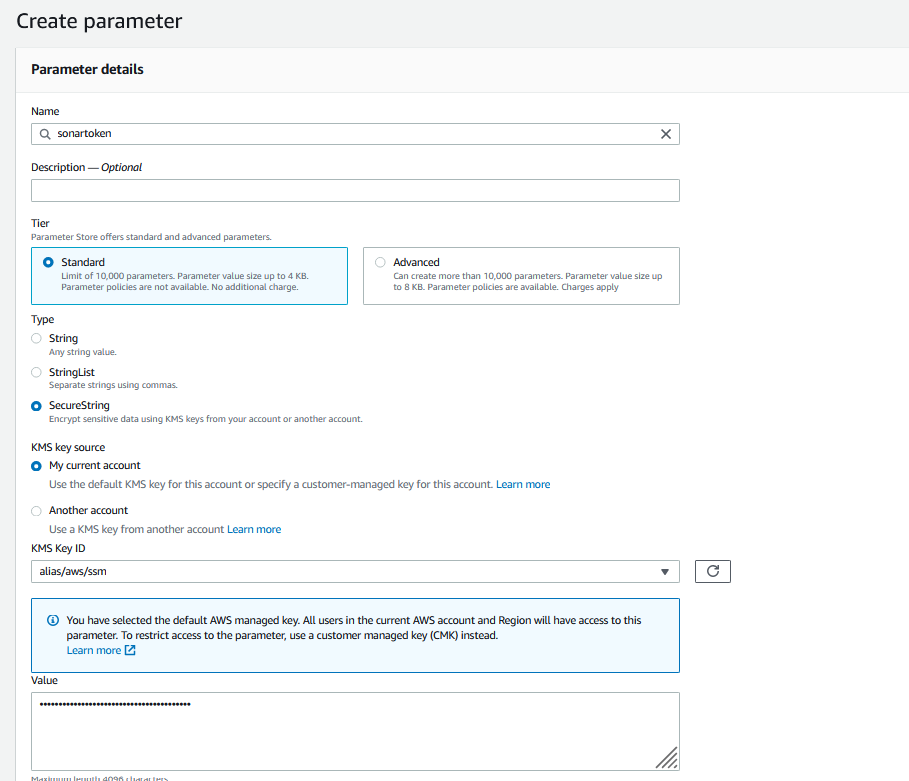 Create parameter
Parameter details
Name
sonartoken
Description — Optional
Tier
Parameter Store offers standard and advanced parameters.
Standard
Limit of 10,000 parameters. Parameter value size up to 4 KB.
Parameter policies are not available. No additional charge.
Advanced
Can create more than 10,000 parameters. Parameter value size up
to 8 KB. Parameter policies are available. Charges apply
Type
String
Any string value.
StringList
Separate strings using commas.
SecureString
Encrypt sensitive data using KMS keys from your account or another account.
KMS key source
My current account
Use the default KMS key for this account or specify a customer-managed key for this account. Learn more
Another account
Use a KMS key from another account Learn more
KMS Key ID
alias/aws/ssm
You have selected the default AWS managed key. All users in the current AWS account and Region will have access to this
parameter. To restrict access to the parameter, use a customer managed key (CMK) instead.
Learn more
Value
Maximum length 4096 characters.